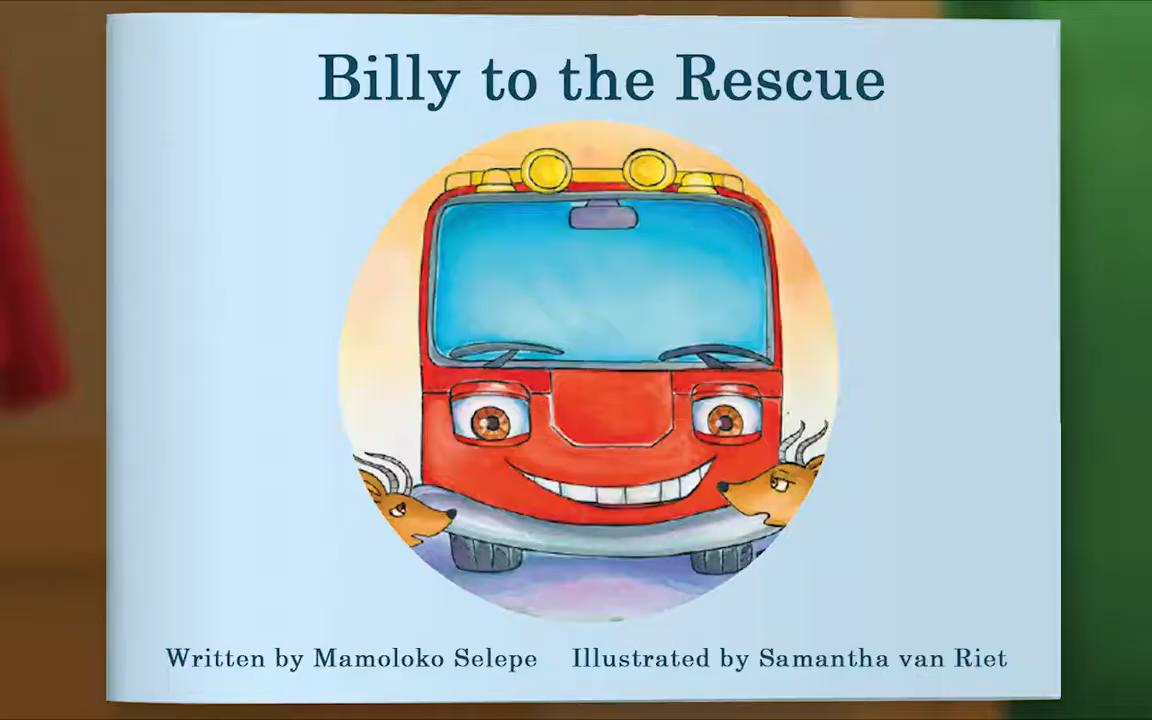 Billy to the Rescue
Written by Mamoloko Selepe Illustrated by Samantha van Riet